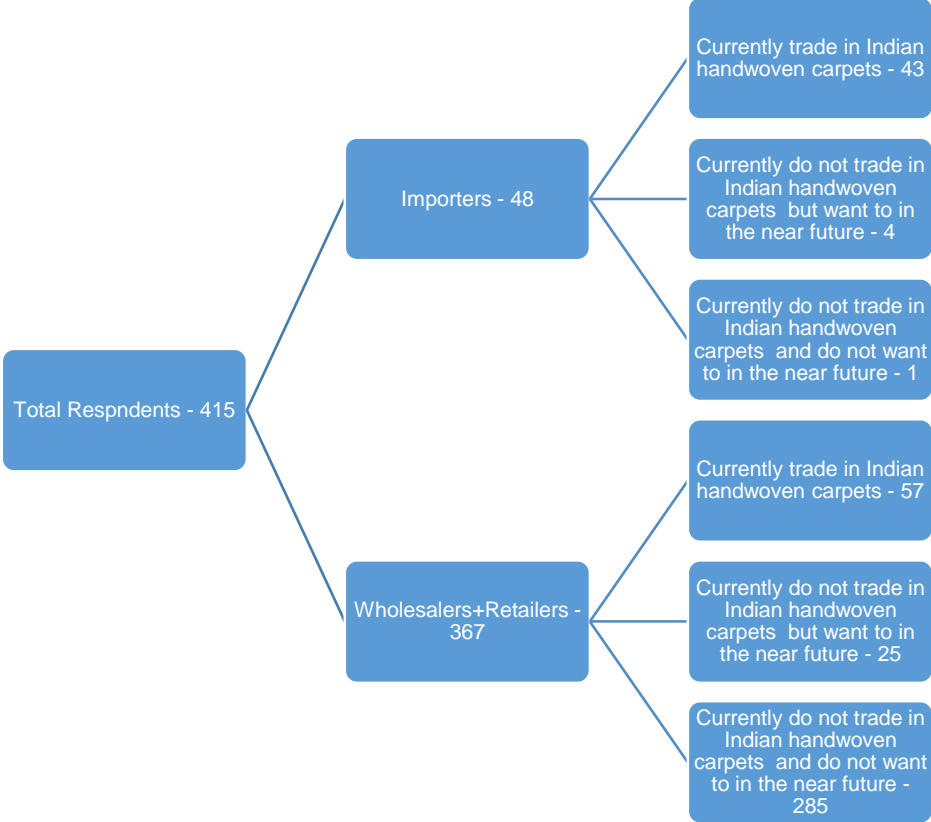 Total Respndents - 415
Importers - 48
Currently trade in Indian
handwoven carpets - 43
Currently do not trade in
Indian handwoven
carpets  but want to in
the near future - 4
Currently do not trade in
Indian handwoven
carpets  and do not want
to in the near future - 1
Wholesalers+Retailers -
367
Currently trade in Indian
handwoven carpets - 57
Currently do not trade in
Indian handwoven
carpets  but want to in
the near future - 25
Currently do not trade in
Indian handwoven
carpets  and do not want
to in the near future -
285